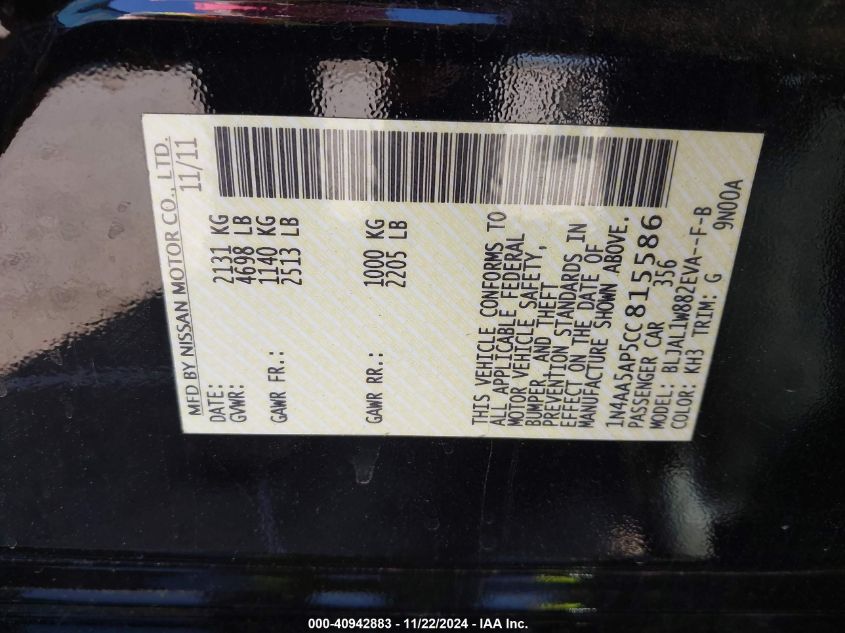 MFD BY NISSAN MOTOR CO., LTD.
DATE: 11/11
GVWR: 2131 KG
4698 LB
GAWR FR.: 1140 KG
2513 LB
GAWR RR.: 1000 KG
2205 LB
THIS VEHICLE CONFORMS TO
ALL APPLICABLE FEDERAL
MOTOR VEHICLE SAFETY,
BUMPER, AND THEFT
PREVENTION STANDARDS IN
EFFECT ON THE DATE OF
MANUFACTURE SHOWN ABOVE.
1N4AA5AP5CC815586
PASSENGER CAR 356
MODEL: BLJAL1W882EVA--F-B
COLOR: KH3 TRIM: G 9N00A
000-40942883 - 11/22/2024 - IAA Inc.